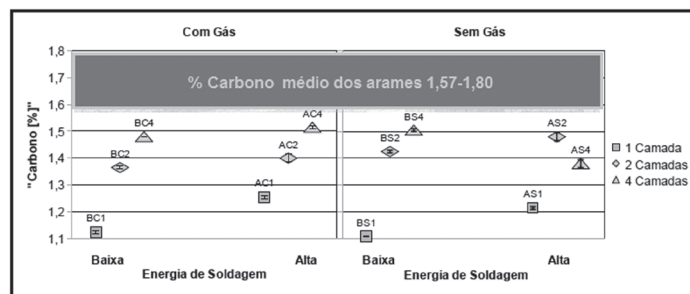 Com Gás
Sem Gás
1,8
1,7
1,6
1,5
1,4
1,3
1,2
1,1
"Carbono [%]"
% Carbono médio dos arames 1,57-1,80
BC4
AC4
BC2
AC2
BC1
AC1
BS4
AS2
BS2
AS4
AS1
BS1
1 Camada
2 Camadas
4 Camadas
Baixa
Alta
Baixa
Alta
Energia de Soldagem
Energia de Soldagem